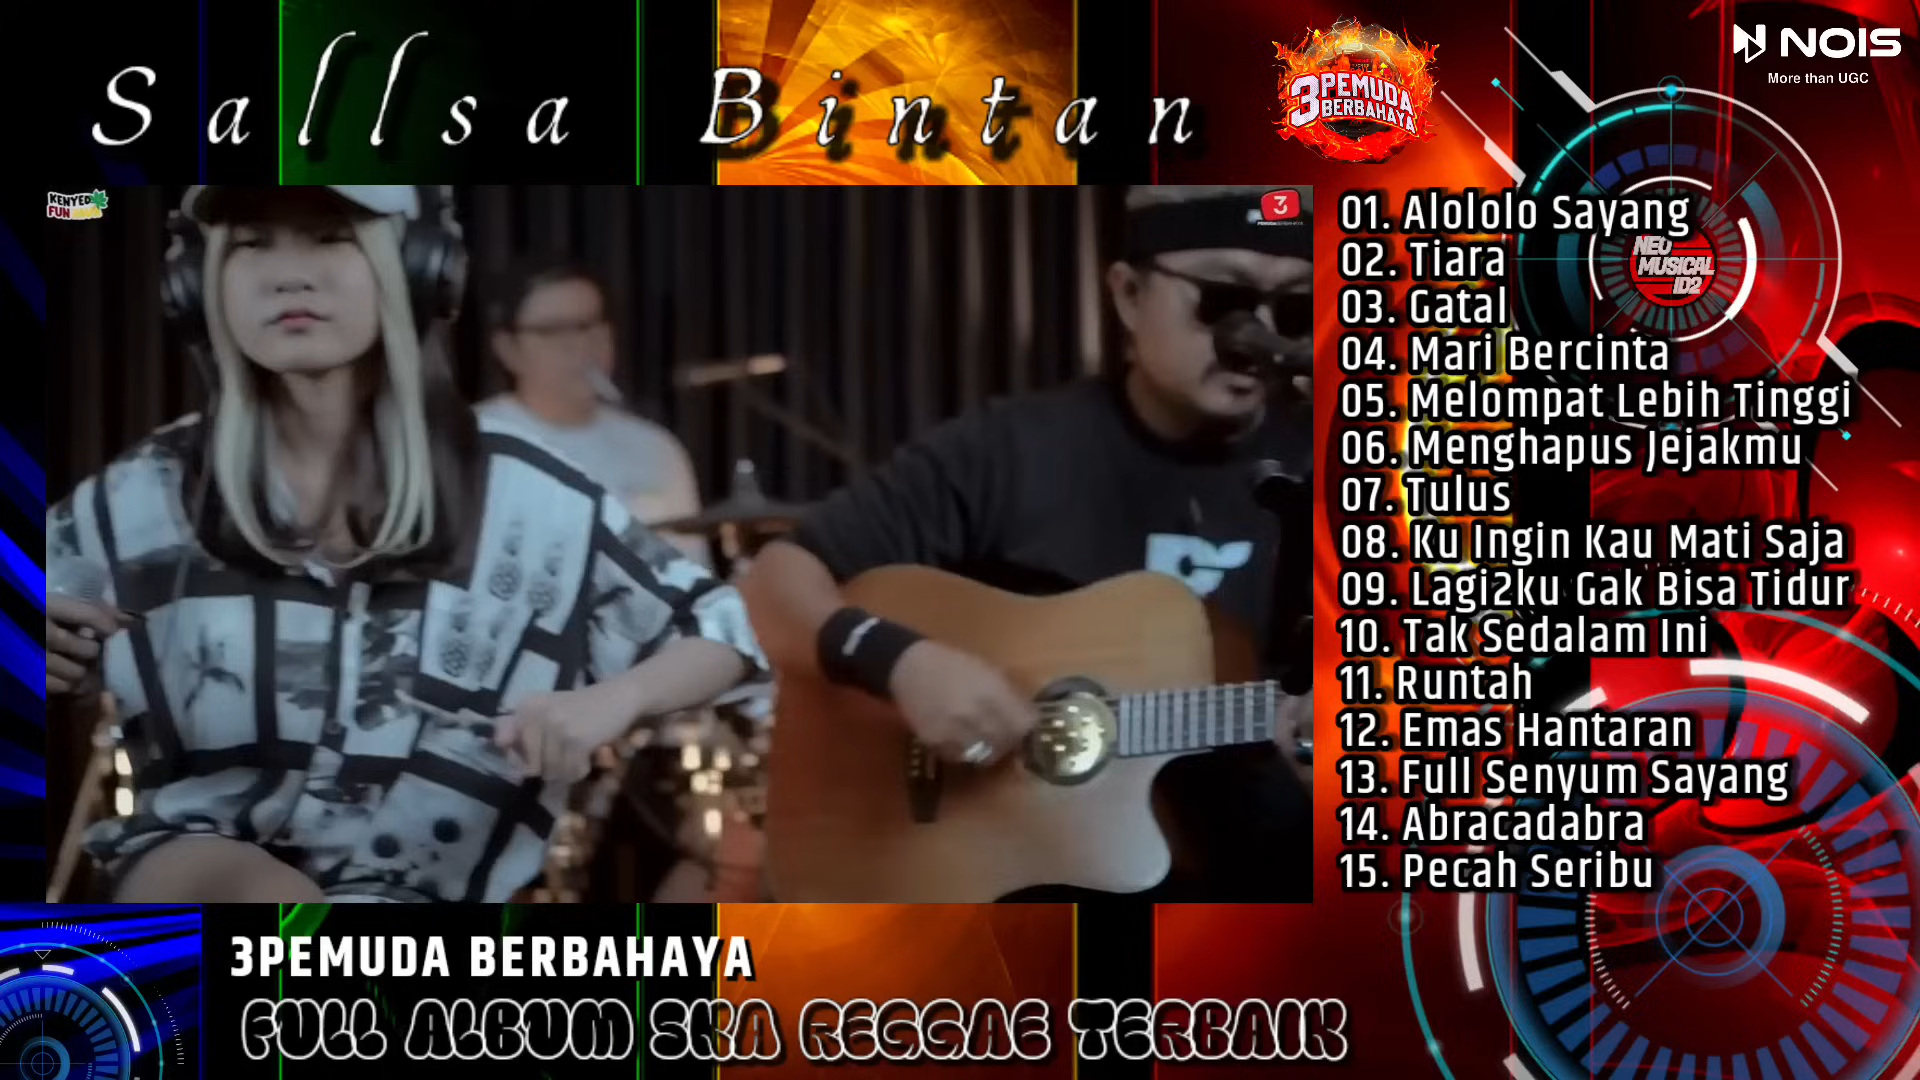 Sallsa Bintan
3PEMUDA
BERBAHAYA
NOIS
More than UGC
KENYED
FUN
3
01. Alololo Sayang
02. Tiara
03. Gatal
04. Mari Bercinta
05. Melompat Lebih Tinggi
06. Menghapus Jejakmu
07. Tulus
08. Ku Ingin Kau Mati Saja
09. Lagi2ku Gak Bisa Tidur
10. Tak Sedalam Ini
11. Runtah
12. Emas Hantaran
13. Full Senyum Sayang
14. Abracadabra
15. Pecah Seribu
NEO
MUSICAL
ID2
3PEMUDA BERBAHAYA
FULL ALBUM SKA REGGAE TERBAIK